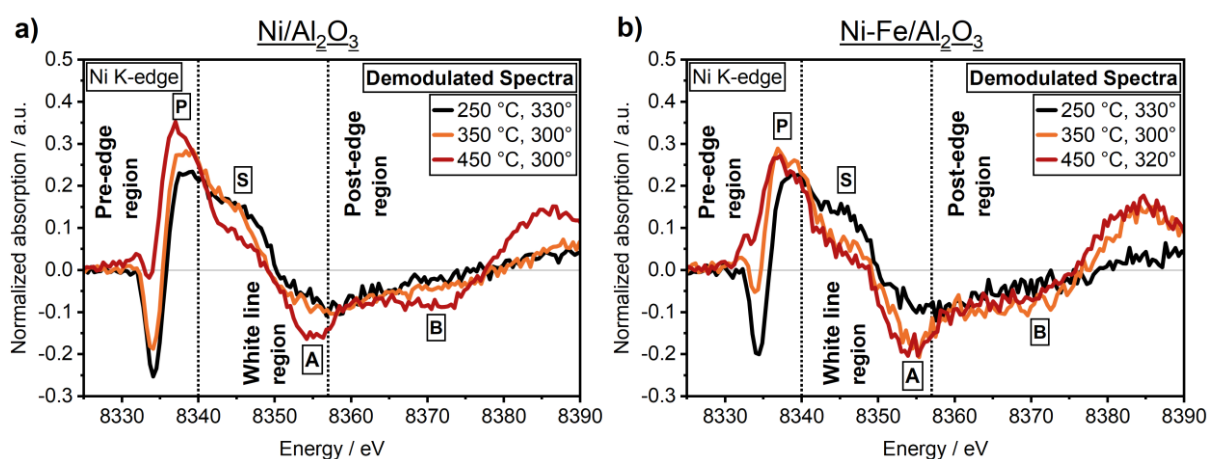 a)
Ni/Al₂O₃
Ni K-edge
Demodulated Spectra
250 °C, 330°
350 °C, 300°
450 °C, 300°
P
S
A
B
Pre-edge
region
White line
region
Post-edge
region
0.5
0.4
0.3
0.2
0.1
0.0
-0.1
-0.2
-0.3
8330
8340
8350
8360
8370
8380
8390
Normalized absorption / a.u.
Energy / eV
b)
Ni-Fe/Al₂O₃
Ni K-edge
Demodulated Spectra
250 °C, 330°
350 °C, 300°
450 °C, 320°
P
S
A
B
Pre-edge
region
White line
region
Post-edge
region
0.5
0.4
0.3
0.2
0.1
0.0
-0.1
-0.2
-0.3
8330
8340
8350
8360
8370
8380
8390
Normalized absorption / a.u.
Energy / eV